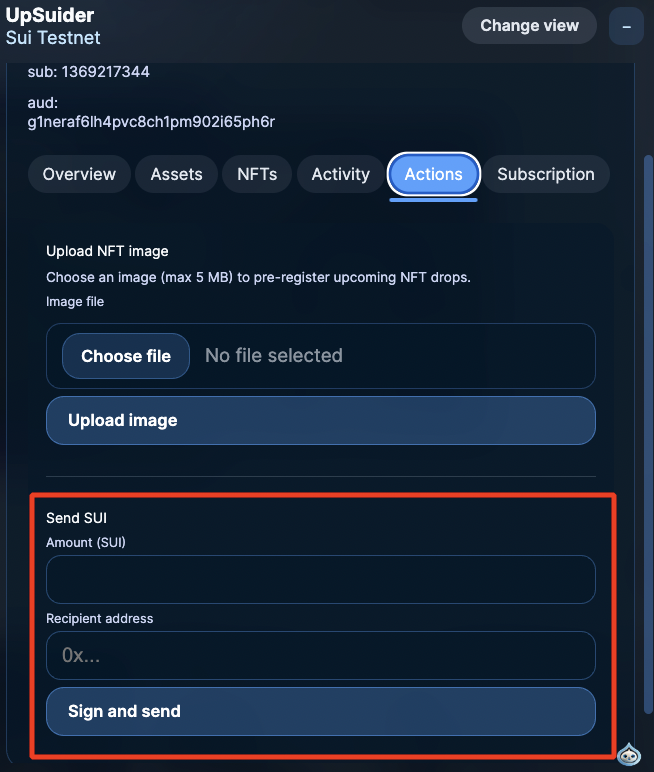 UpSuider
Sui Testnet
Change view
–
sub: 1369217344
aud:
g1neraf6lh4pvc8ch1pm902i65ph6r
Overview
Assets
NFTs
Activity
Actions
Subscription
Upload NFT image
Choose an image (max 5 MB) to pre-register upcoming NFT drops.
Image file
Choose file
No file selected
Upload image
Send SUI
Amount (SUI)
Recipient address
0x...
Sign and send